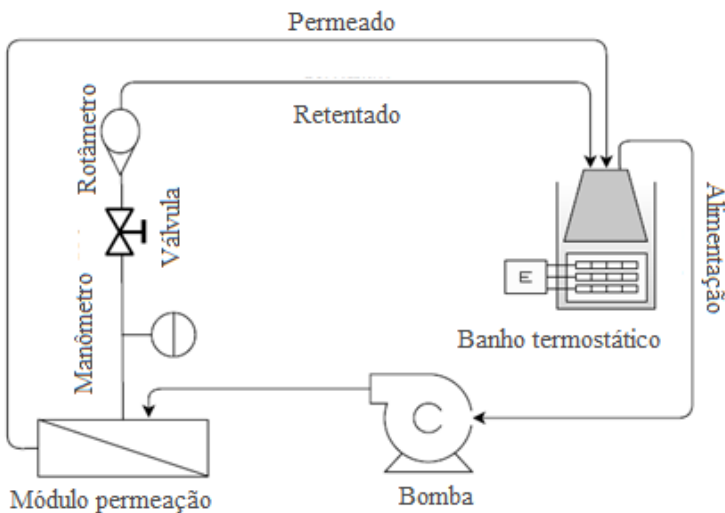 Permeado
Retentado
Rotâmetro
Válvula
Manômetro
Alimentação
E
Banho termostático
C
Módulo permeação
Bomba